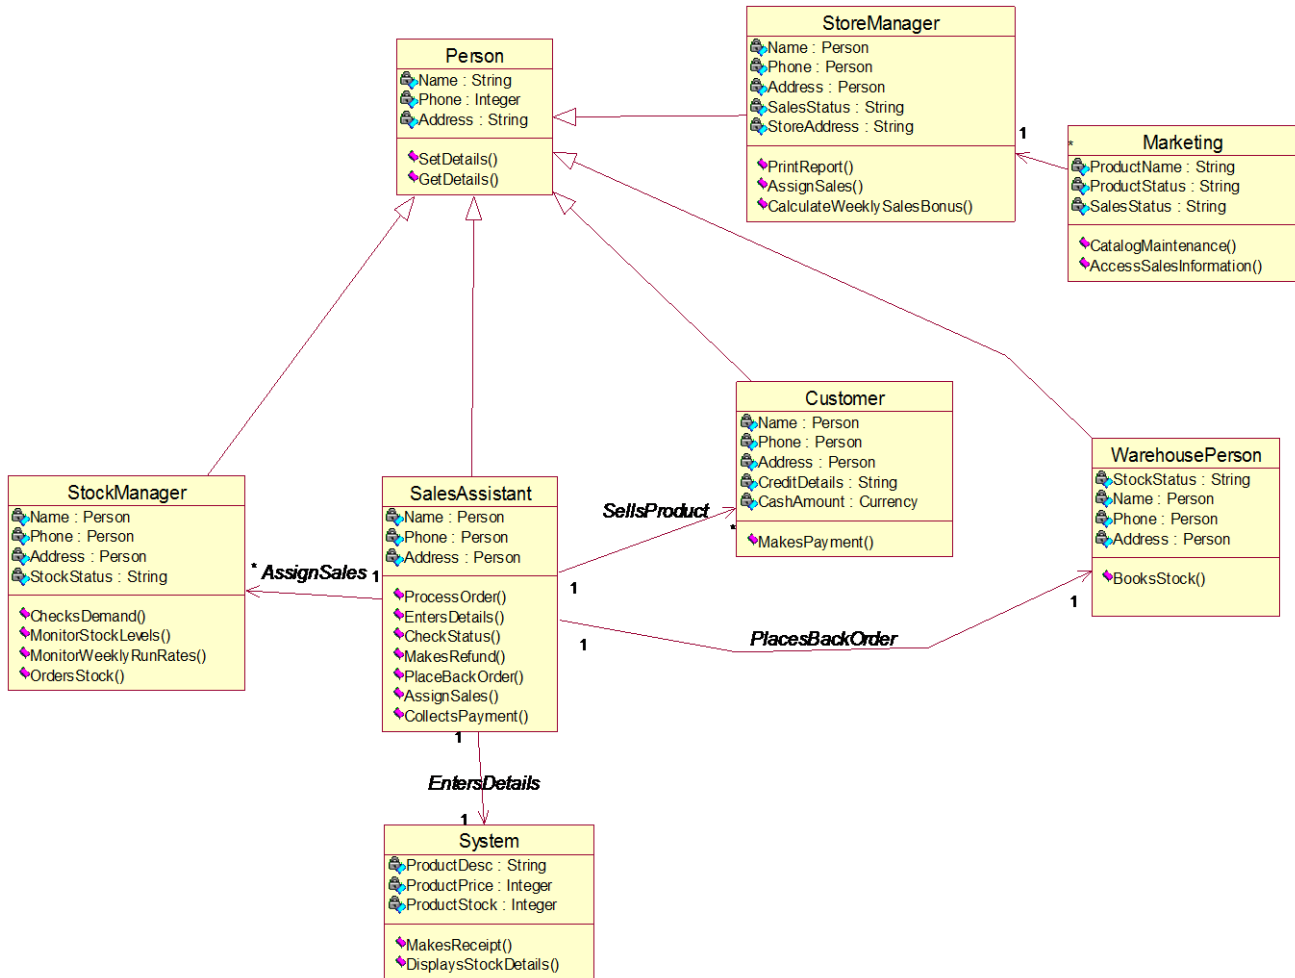 Person
Name : String
Phone : Integer
Address : String
SetDetails()
GetDetails()
StoreManager
Name : Person
Phone : Person
Address : Person
SalesStatus : String
StoreAddress : String
PrintReport()
AssignSales()
CalculateWeeklySalesBonus()
1
*
Marketing
ProductName : String
ProductStatus : String
SalesStatus : String
CatalogMaintenance()
AccessSalesInformation()
Customer
Name : Person
Phone : Person
Address : Person
CreditDetails : String
CashAmount : Currency
MakesPayment()
WarehousePerson
StockStatus : String
Name : Person
Phone : Person
Address : Person
BooksStock()
StockManager
Name : Person
Phone : Person
Address : Person
StockStatus : String
ChecksDemand()
MonitorStockLevels()
MonitorWeeklyRunRates()
OrdersStock()
* AssignSales 1
SalesAssistant
Name : Person
Phone : Person
Address : Person
ProcessOrder()
EntersDetails()
CheckStatus()
MakesRefund()
PlaceBackOrder()
AssignSales()
CollectsPayment()
SellsProduct
*
1
1
PlacesBackOrder
1
1
EntersDetails
1
System
ProductDesc : String
ProductPrice : Integer
ProductStock : Integer
MakesReceipt()
DisplaysStockDetails()